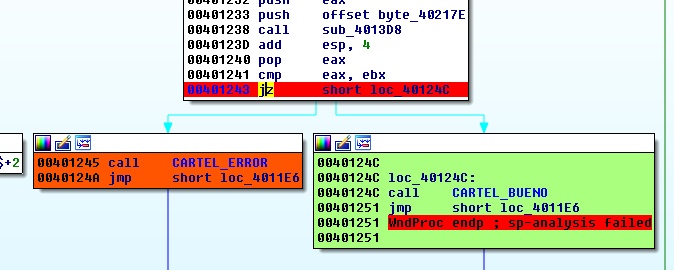 00401232 push    eax
00401233 push    offset byte_40217E
00401238 call    sub_4013D8
0040123D add     esp, 4
00401240 pop     eax
00401241 cmp     eax, ebx
00401243 jz      short loc_40124C
$+2
00401245 call    CARTEL_ERROR
0040124A jmp     short loc_4011E6
0040124C
0040124C loc_40124C:
0040124C call    CARTEL_BUENO
00401251 jmp     short loc_4011E6
00401251 WndProc endp ; sp-analysis failed
00401251